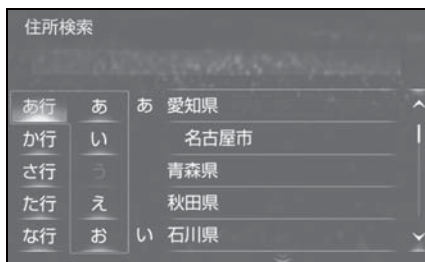 住所検索
あ行 あ あ 愛知県
か行 い 名古屋市
さ行 う 青森県
た行 え 秋田県
な行 お い 石川県